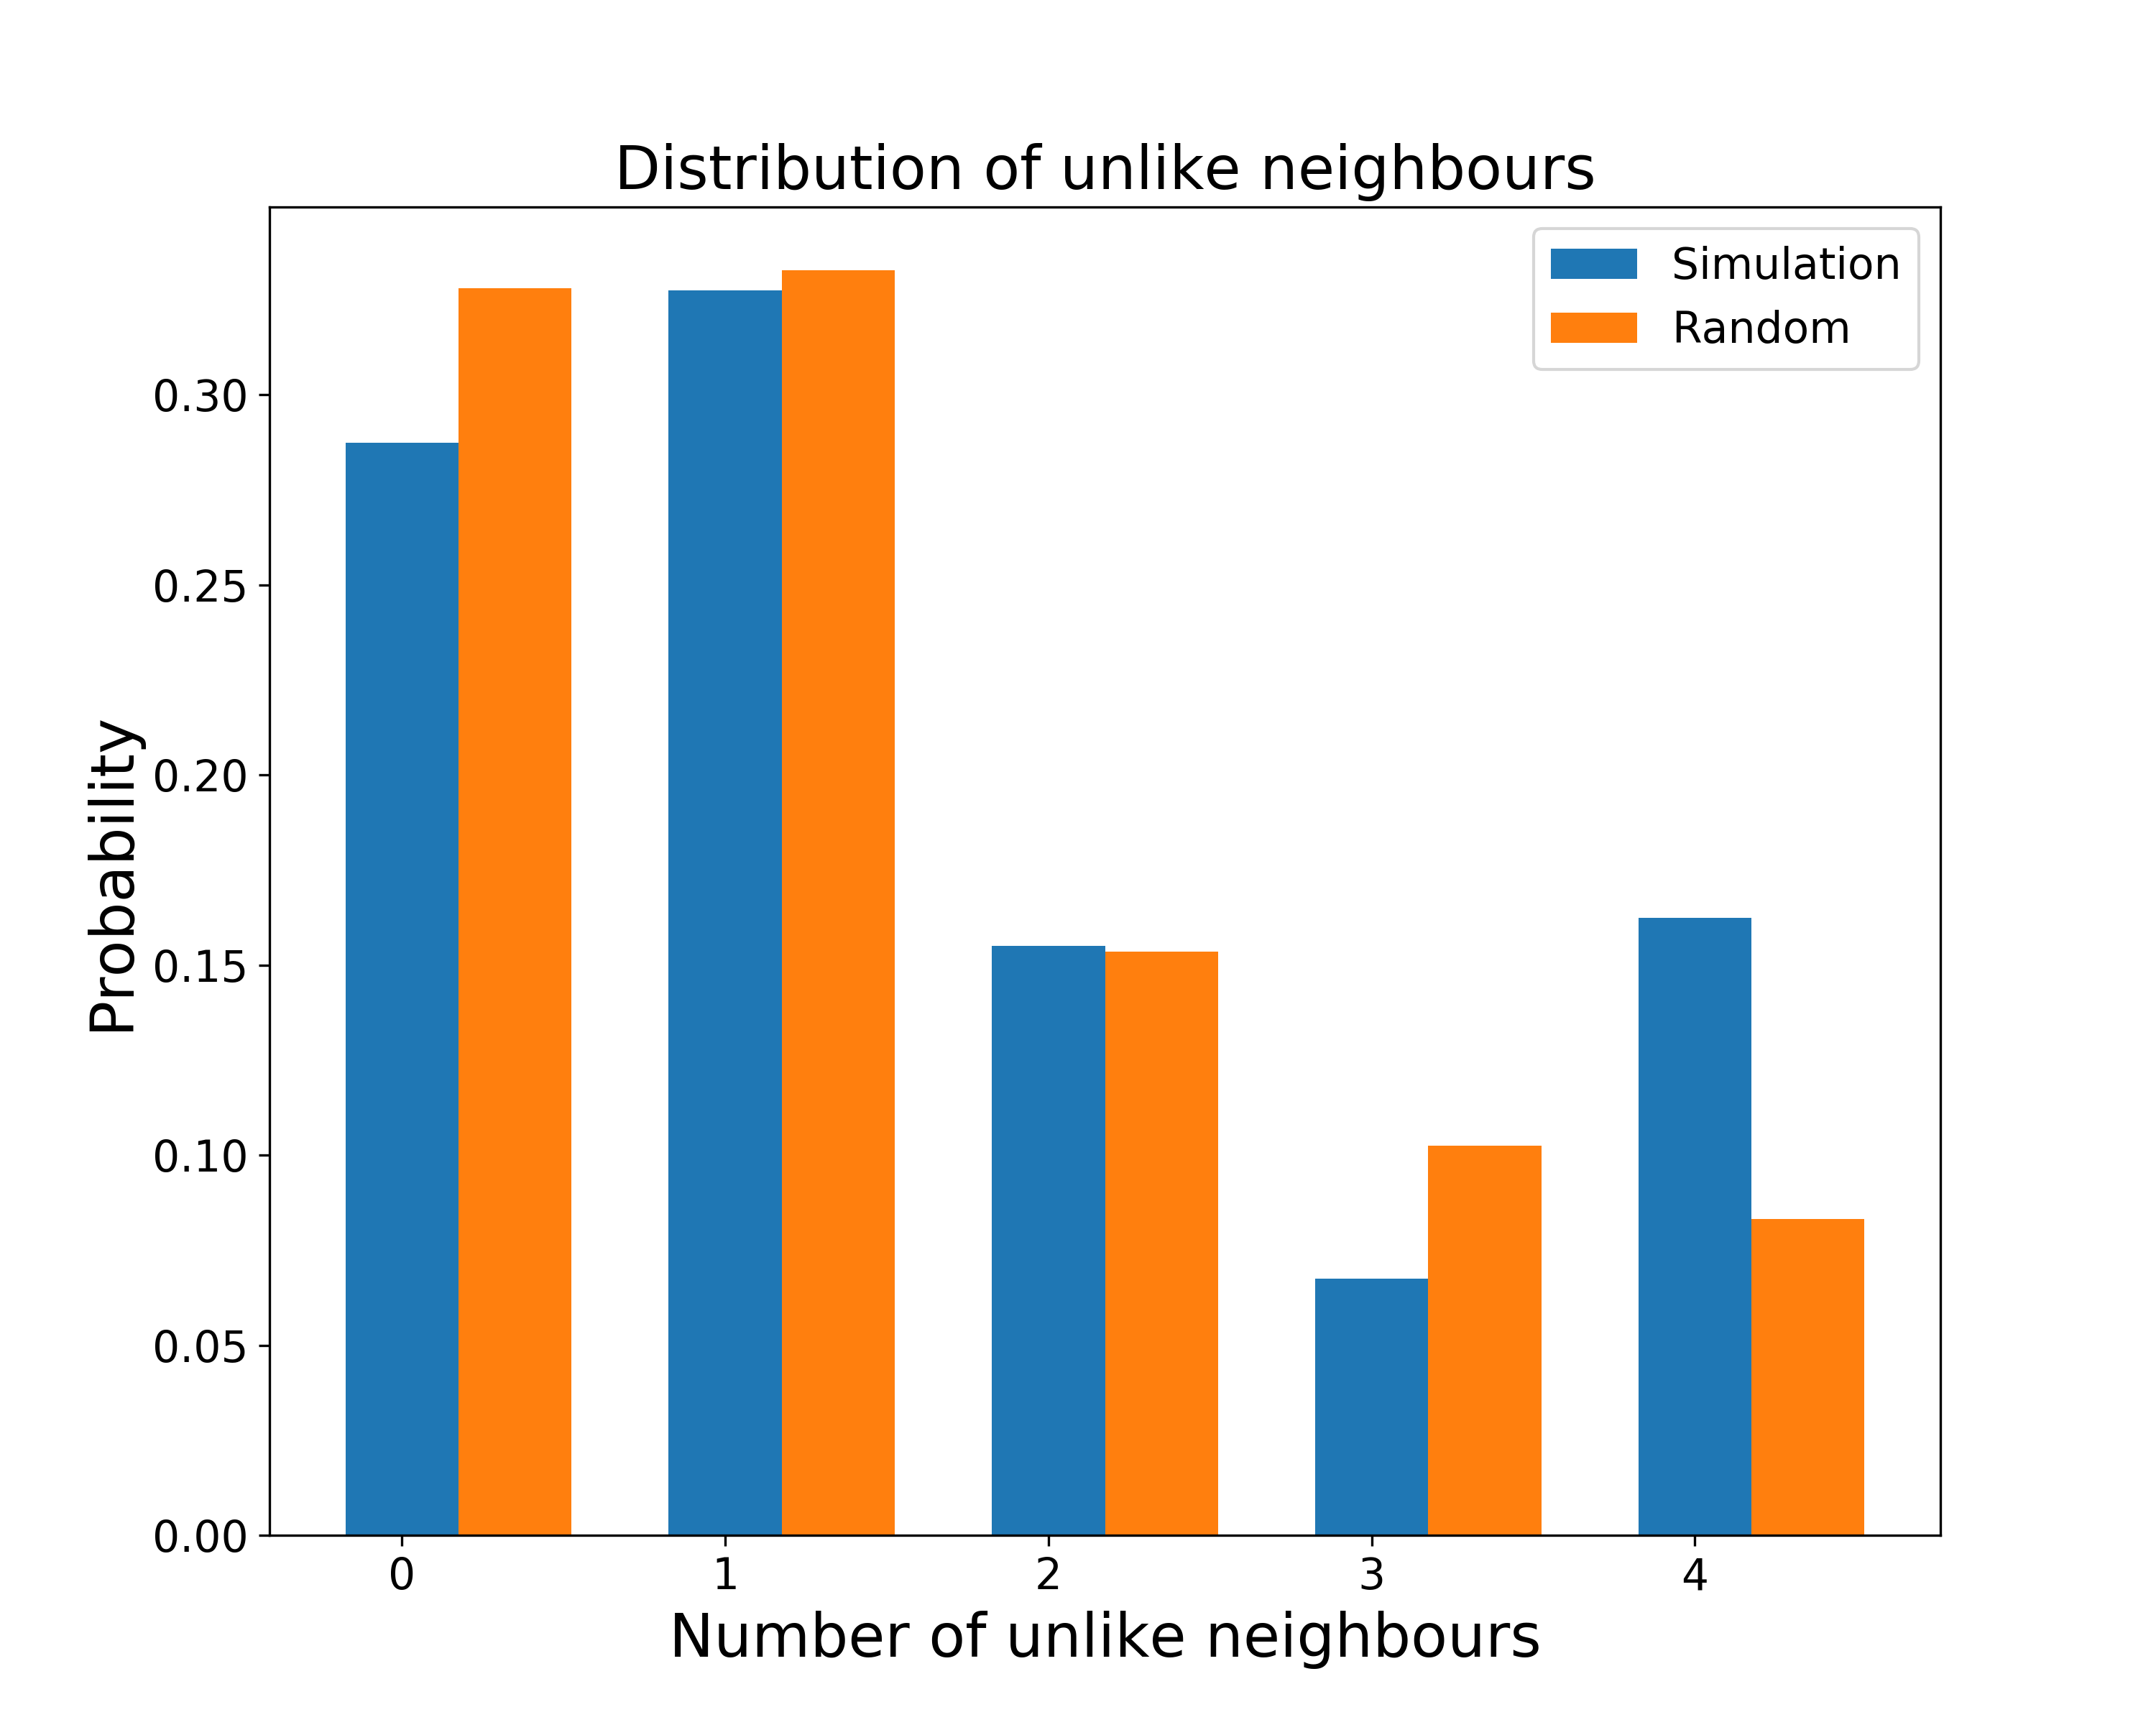 Distribution of unlike neighbours
Simulation
Random
Probability
0.30
0.25
0.20
0.15
0.10
0.05
0.00
0 1 2 3 4
Number of unlike neighbours